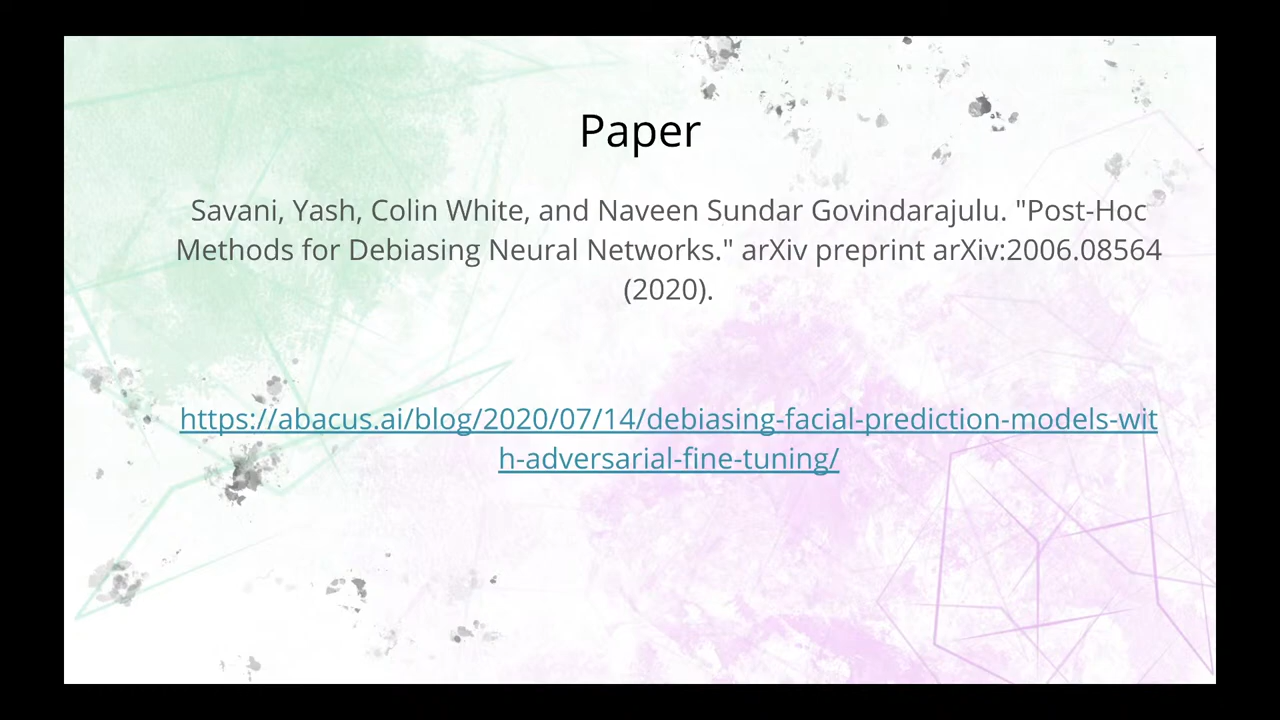 Paper
Savani, Yash, Colin White, and Naveen Sundar Govindarajulu. "Post-Hoc
Methods for Debiasing Neural Networks." arXiv preprint arXiv:2006.08564
(2020).
https://abacus.ai/blog/2020/07/14/debiasing-facial-prediction-models-wit
h-adversarial-fine-tuning/